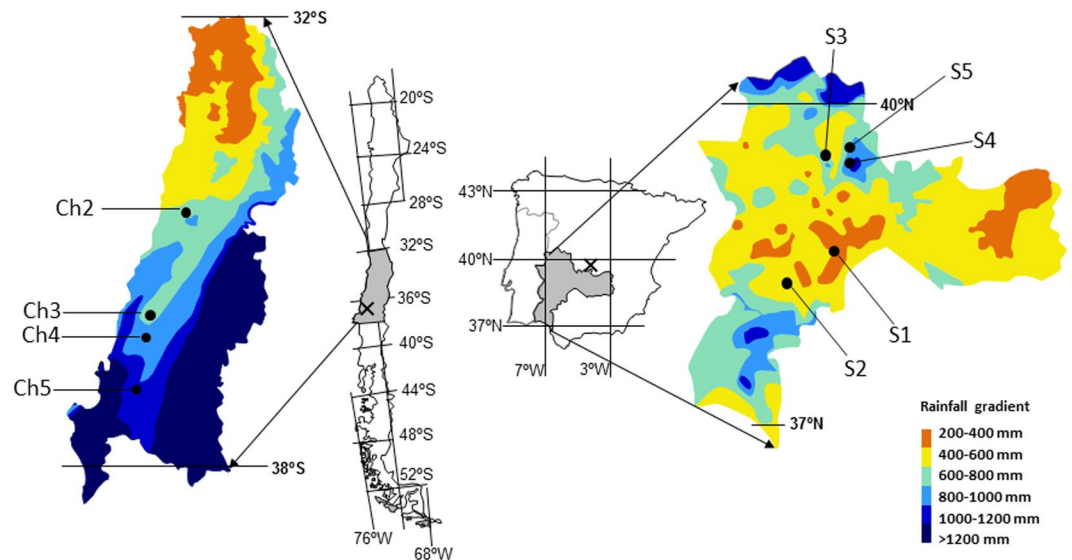 32ºS
Ch2
Ch3
Ch4
Ch5
38ºS
20ºS
24ºS
28ºS
32ºS
36ºS
40ºS
44ºS
48ºS
52ºS
76ºW
68ºW
43ºN
40ºN
37ºN
7ºW
3ºW
S3
S5
40ºN
S4
S1
S2
37ºN
Rainfall gradient
200-400 mm
400-600 mm
600-800 mm
800-1000 mm
1000-1200 mm
>1200 mm